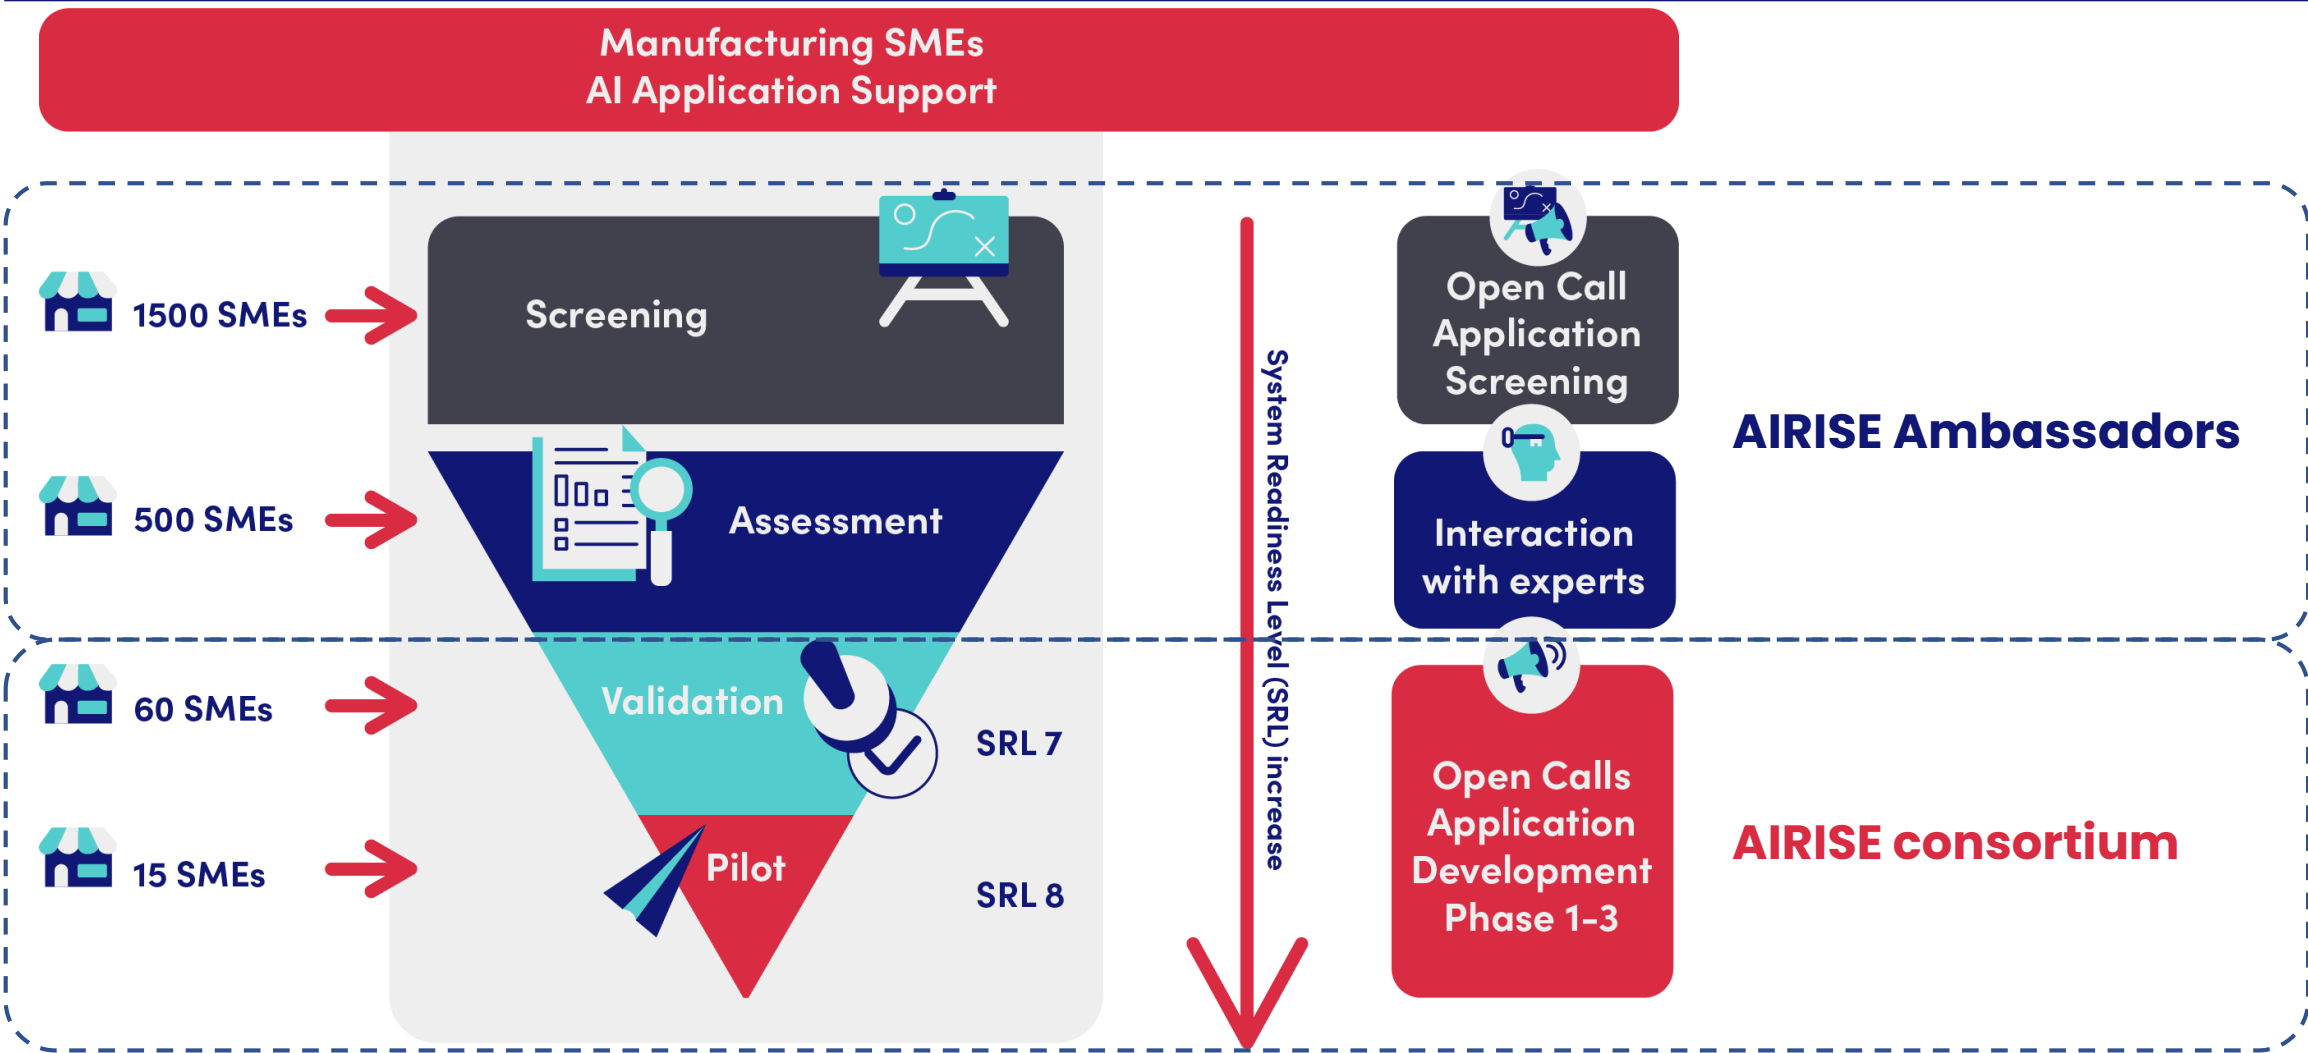 Manufacturing SMEs
AI Application Support
1500 SMEs
Screening
500 SMEs
Assessment
60 SMEs
Validation
SRL 7
15 SMEs
Pilot
SRL 8
System Readiness Level (SRL) increase
Open Call
Application
Screening
Interaction
with experts
AIRISE Ambassadors
Open Calls
Application
Development
Phase 1-3
AIRISE consortium